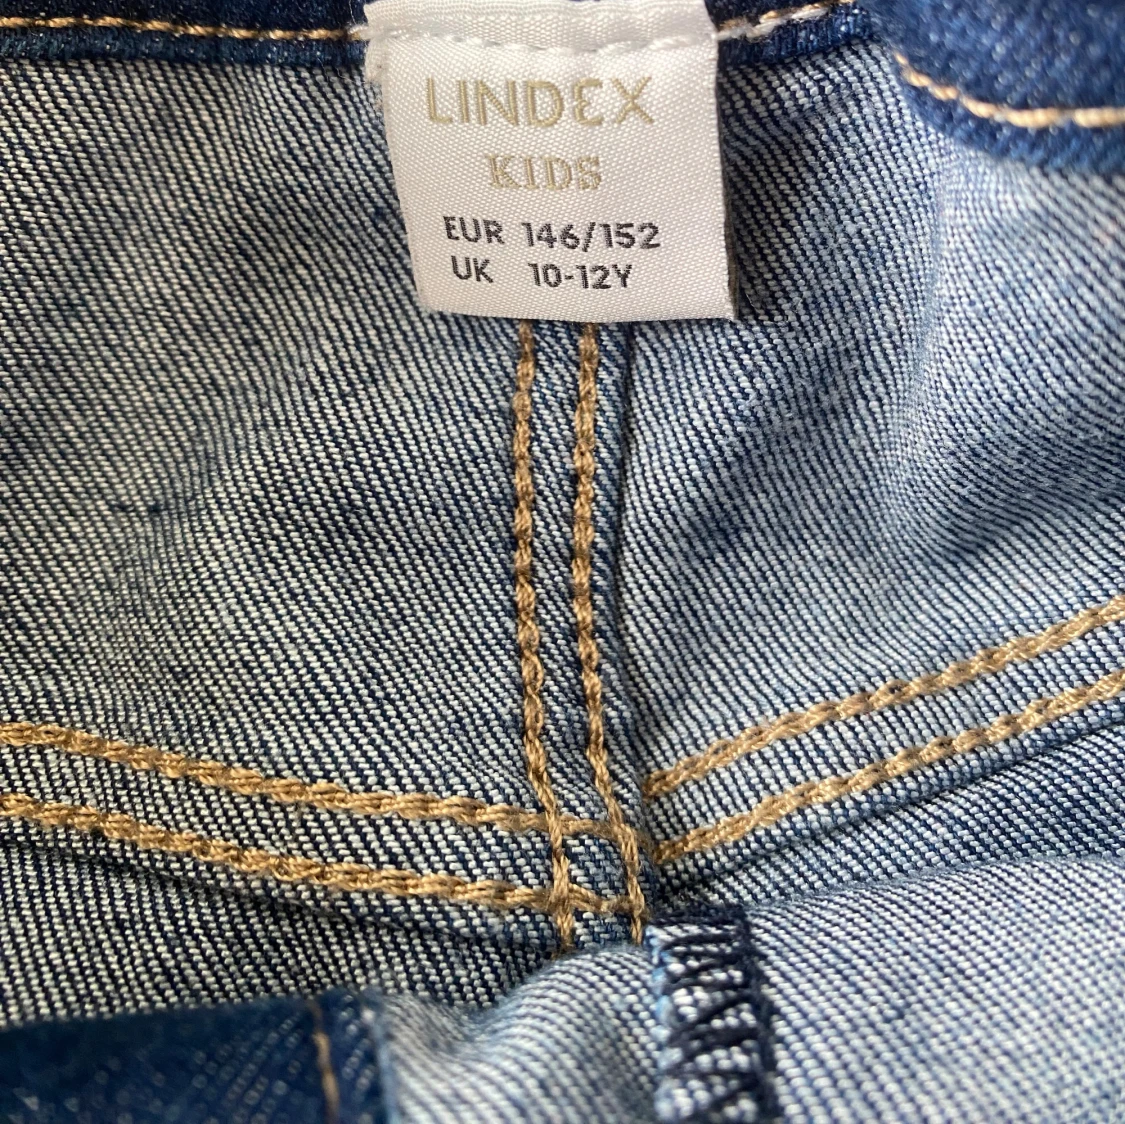 LINDEX
KIDS
EUR 146/152
UK 10-12Y